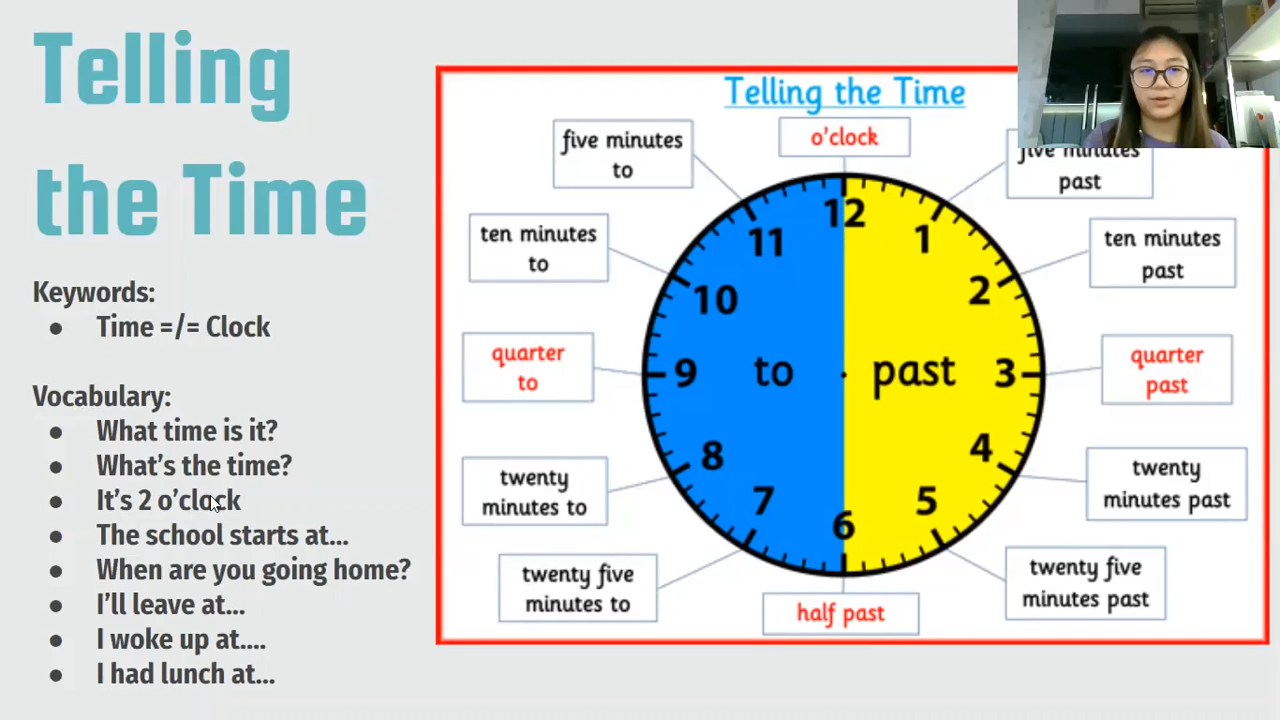 Telling
the Time
Keywords:
● Time =/= Clock
Vocabulary:
● What time is it?
● What's the time?
● It's 2 o'clock
● The school starts at...
● When are you going home?
● I'll leave at...
● I woke up at....
● I had lunch at...
Telling the Time
o'clock
five minutes
past
ten minutes
past
quarter
past
twenty
minutes past
twenty five
minutes past
half past
twenty five
minutes to
twenty
minutes to
quarter
to
ten minutes
to
five minutes
to
12
1
2
3
4
5
6
7
8
9
10
11
to
past